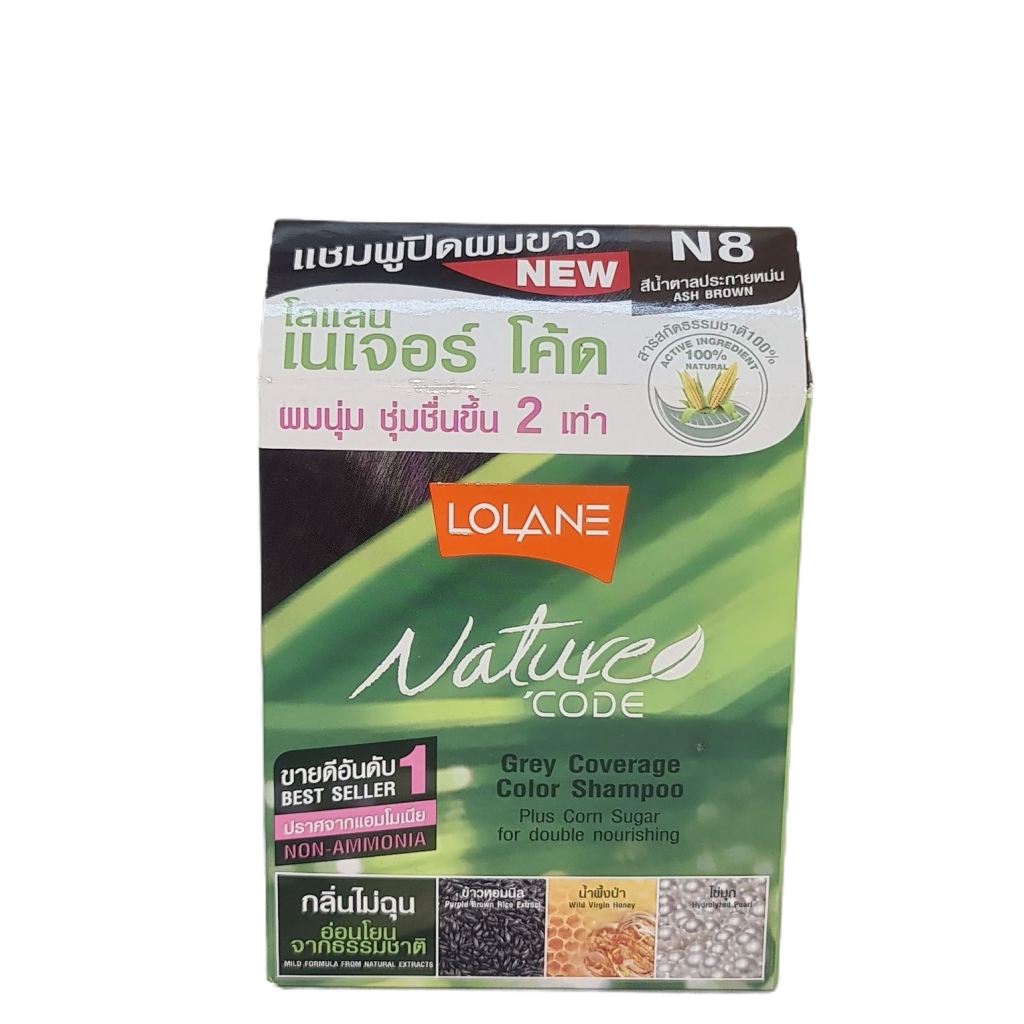 แชมพูปิดผมขาว
NEW
N8
สีน้ำตาลประกายหม่น
ASH BROWN
โลแลน
เนเจอร์ โค้ด
ผมนุ่ม ชุ่มชื่นขึ้น 2 เท่า
สารสกัดธรรมชาติ100%
ACTIVE INGREDIENT
100%
NATURAL
LOLANE
Nature
'CODE
Grey Coverage
Color Shampoo
Plus Corn Sugar
for double nourishing
ขายดีอันดับ 1
BEST SELLER
ปราศจากแอมโมเนีย
NON-AMMONIA
กลิ่นไม่ฉุน
อ่อนโยน
จากธรรมชาติ
MILD FORMULA FROM NATURAL EXTRACTS
ข้าวหอมนิล
Purple Brown Rice Extract
น้ำผึ้งป่า
Wild Virgin Honey
ไข่มุก
Hydrolyzed Pearl